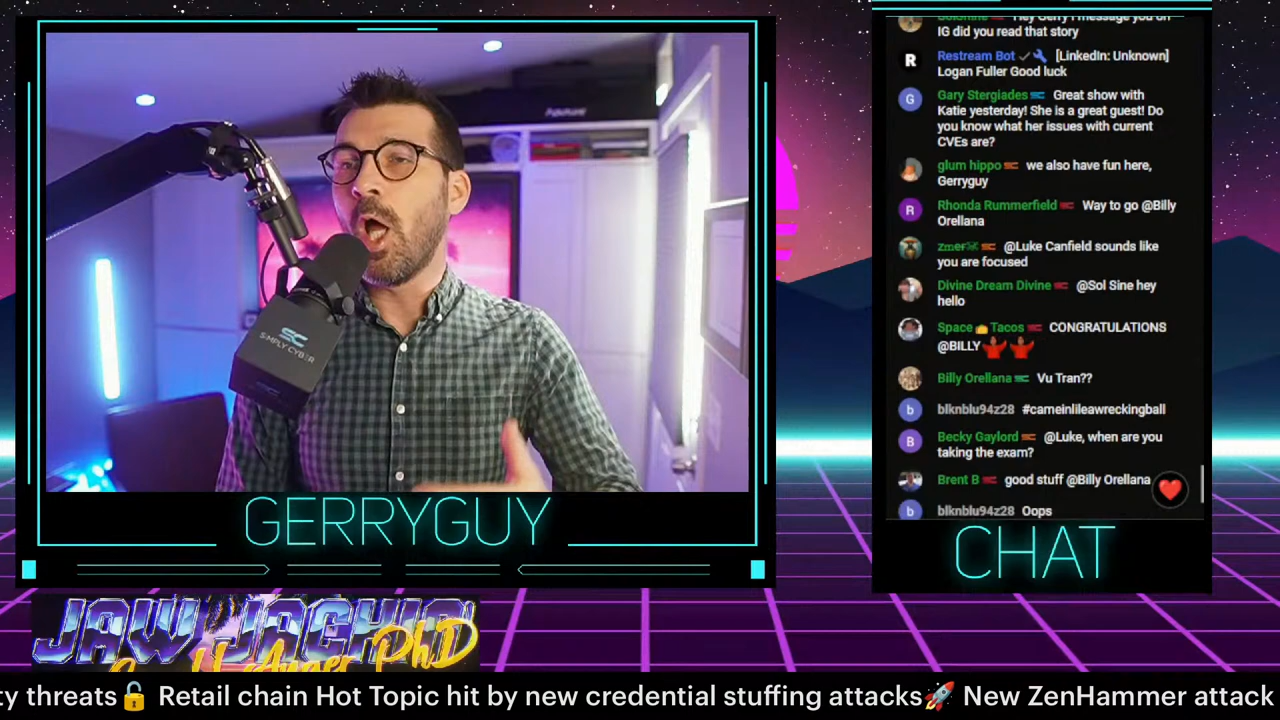 IG did you read that story
Restream Bot [LinkedIn: Unknown]
Logan Fuller Good luck
Gary Stergiades Great show with
Katie yesterday! She is a great guest! Do
you know what her issues with current
CVEs are?
glum hippo we also have fun here,
Gerryguy
Rhonda Rummerfield Way to go @Billy
Orellana
zmer @Luke Canfield sounds like
you are focused
Divine Dream Divine @Sol Sine hey
hello
Space Tacos CONGRATULATIONS
@BILLY
Billy Orellana Vu Tran??
blknblu94z28 #cameinlileawreckingball
Becky Gaylord @Luke, when are you
taking the exam?
Brent B good stuff @Billy Orellana
blknblu94z28 Oops
SIMPLY CYBER
GERRYGUY
CHAT
JAW JACKIN'
PhD
ty threats🔓 Retail chain Hot Topic hit by new credential stuffing attacks🚀 New ZenHammer attack